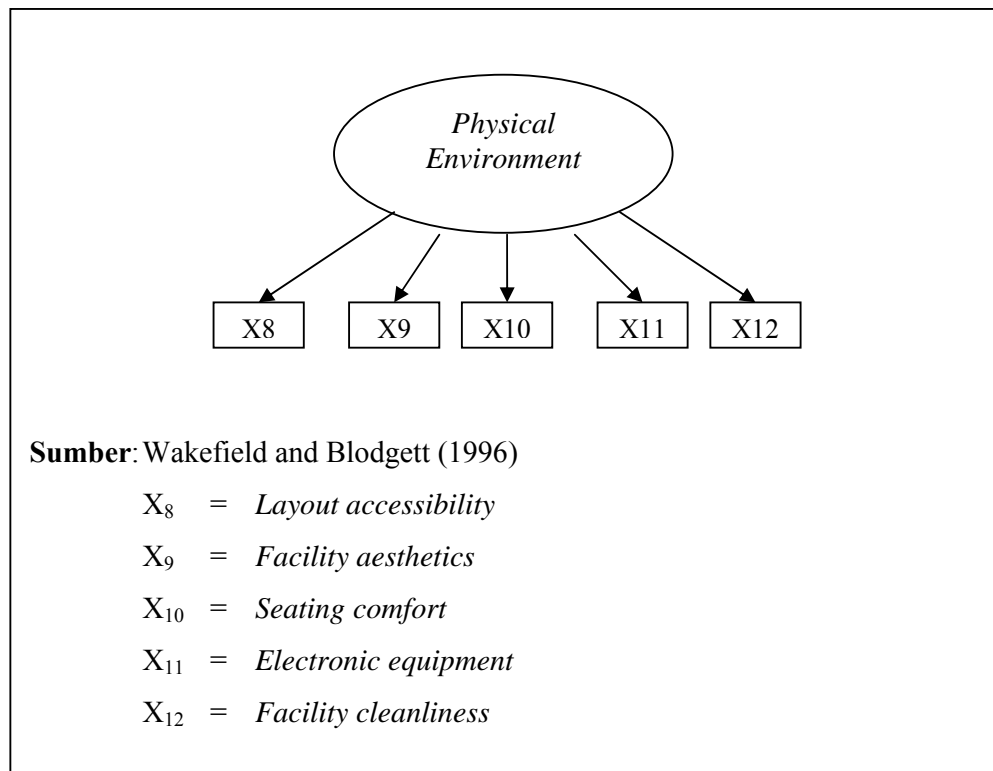 Physical
Environment
X8 X9 X10 X11 X12
Sumber: Wakefield and Blodgett (1996)
X8 = Layout accessibility
X9 = Facility aesthetics
X10 = Seating comfort
X11 = Electronic equipment
X12 = Facility cleanliness